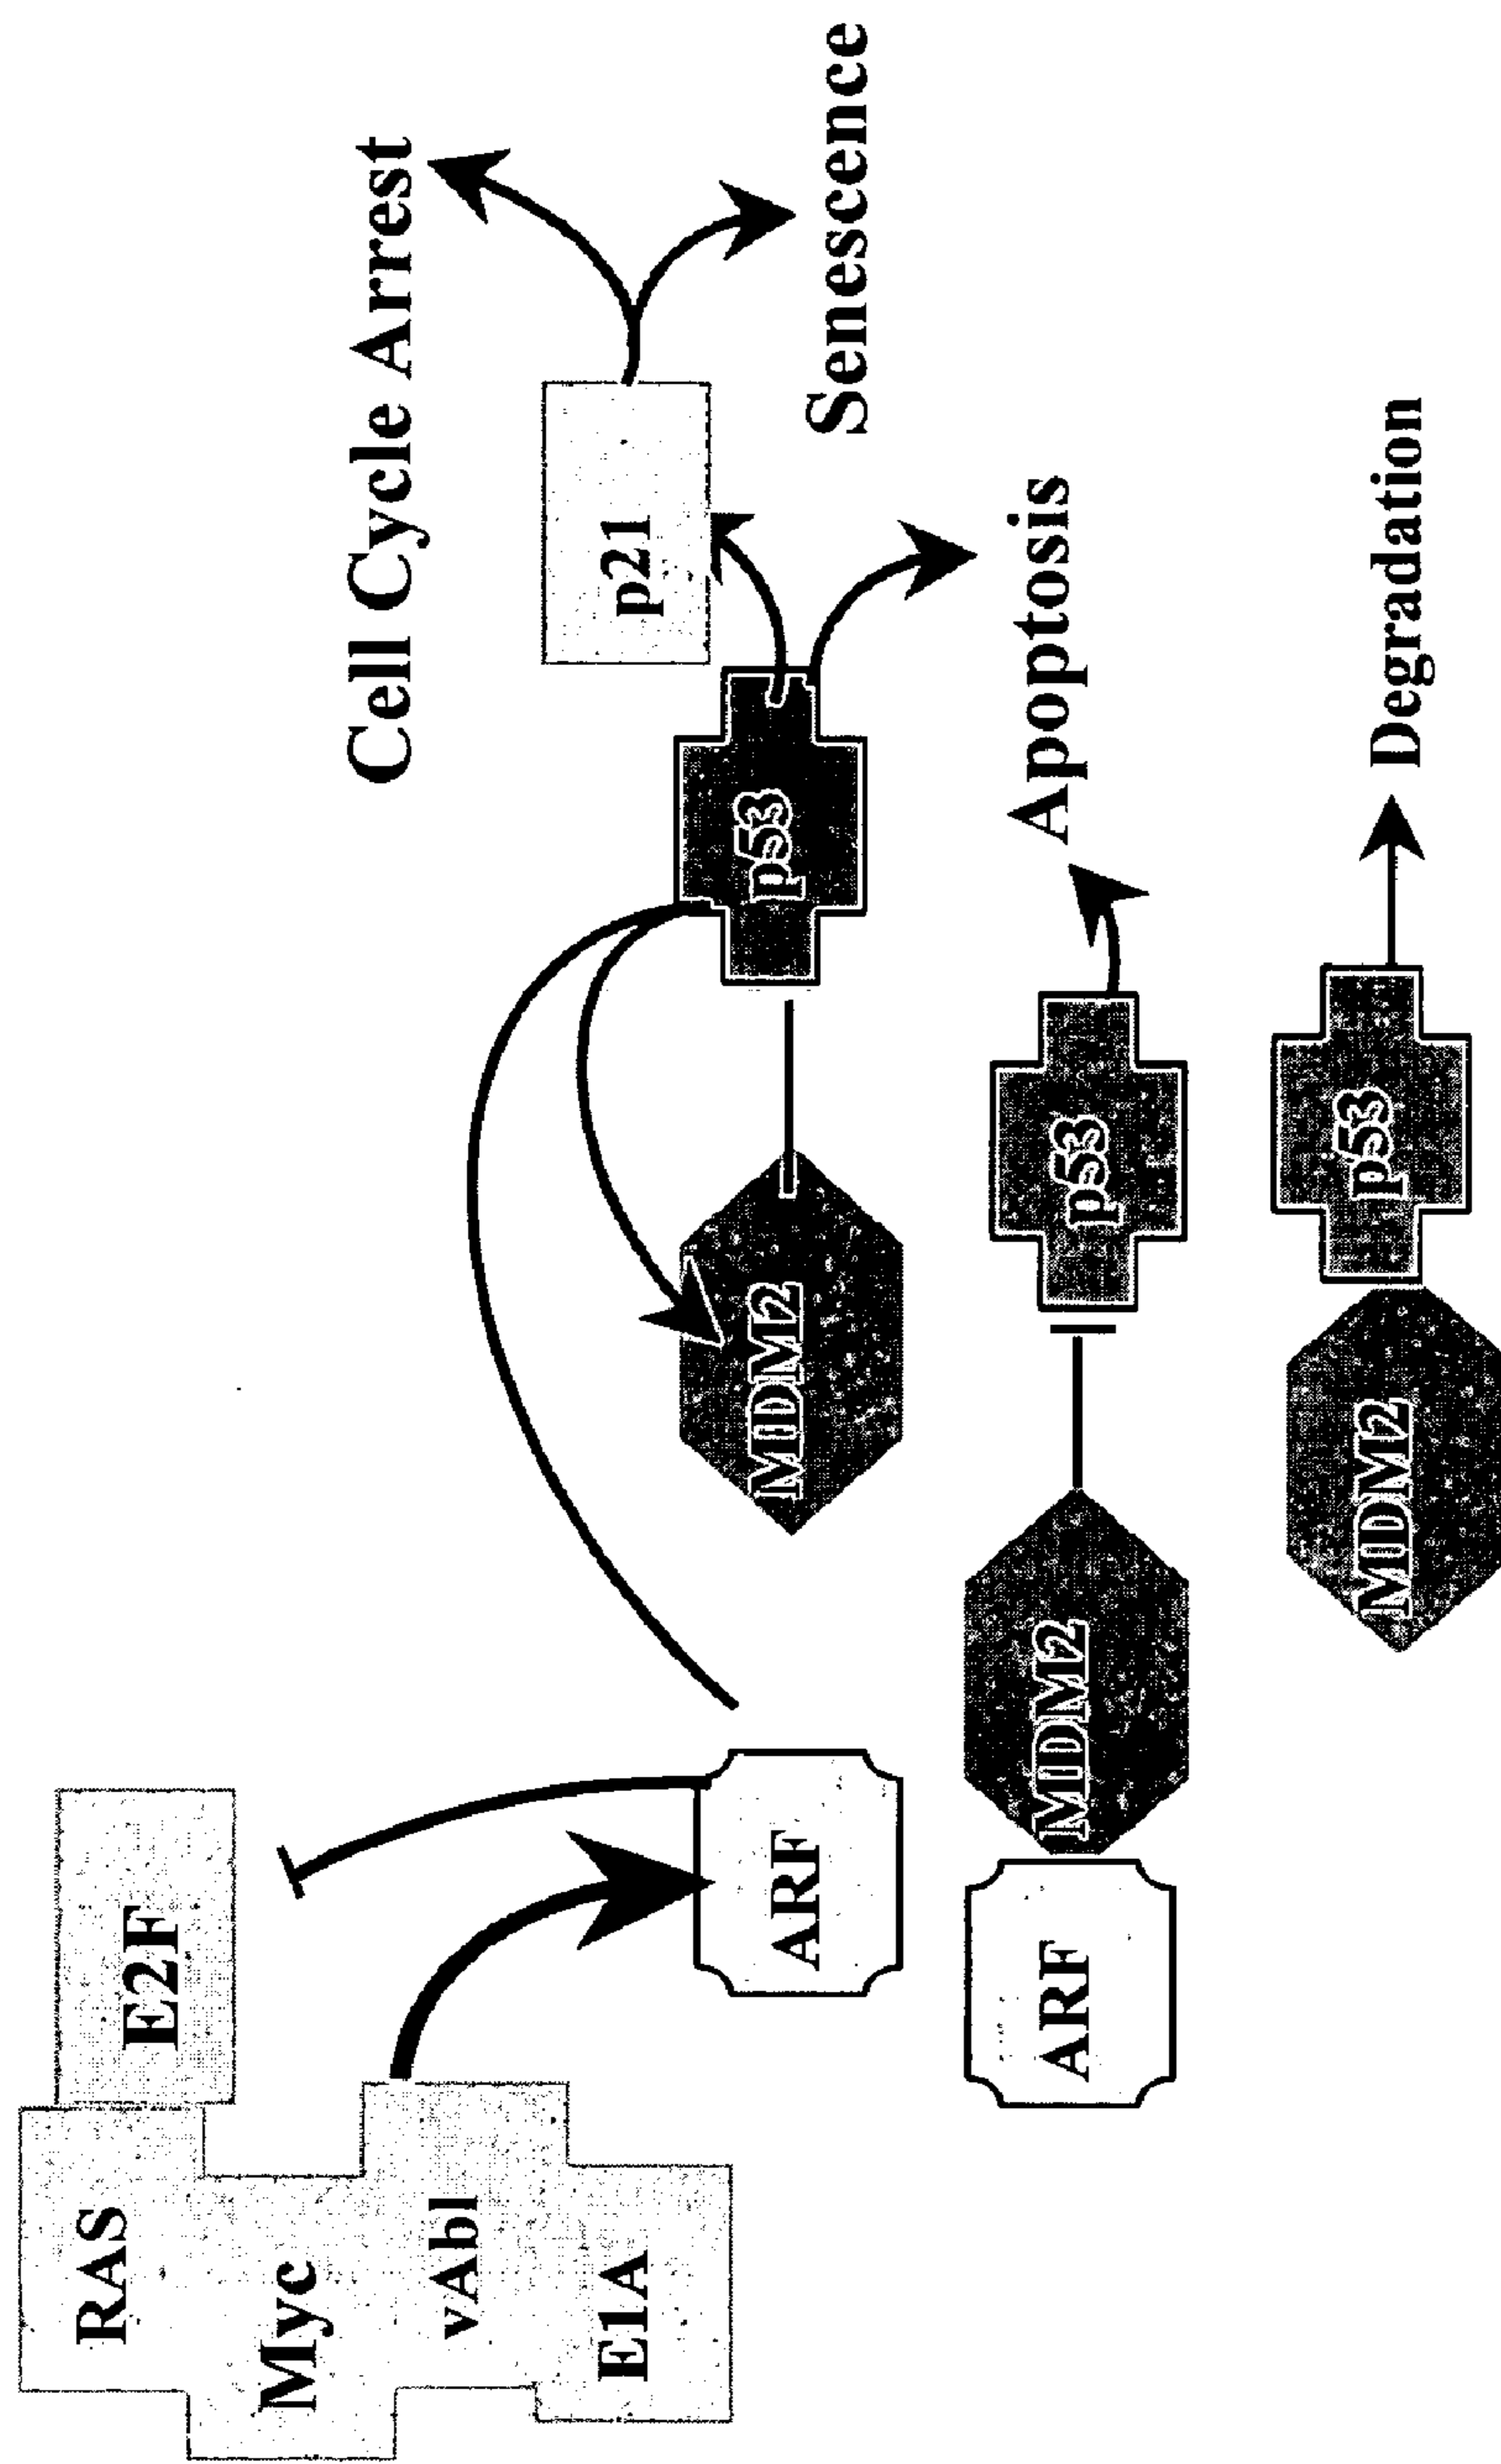 RAS
E2F
Myc
vAbl
E1A
Cell Cycle Arrest
p21
Senescence
ARF
MDM2
p53
Apoptosis
ARF
MDM2
p53
MDM2
p53
Degradation